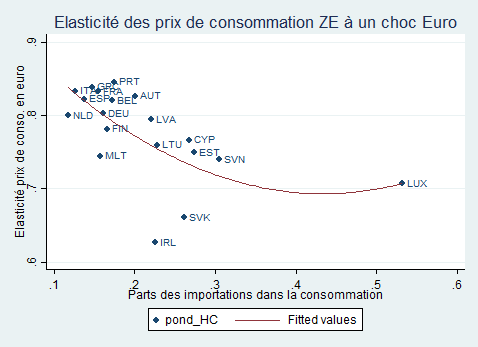 Elasticité des prix de consommation ZE à un choc Euro
Elasticité prix de conso. en euro
.9
.8
.7
.6
PRT
GRC
ITA
FRA
ESP
BEL
AUT
NLD
DEU
LVA
FIN
LTU
CYP
EST
MLT
SVN
LUX
SVK
IRL
.1 .2 .3 .4 .5 .6
Parts des importations dans la consommation
pond_HC Fitted values